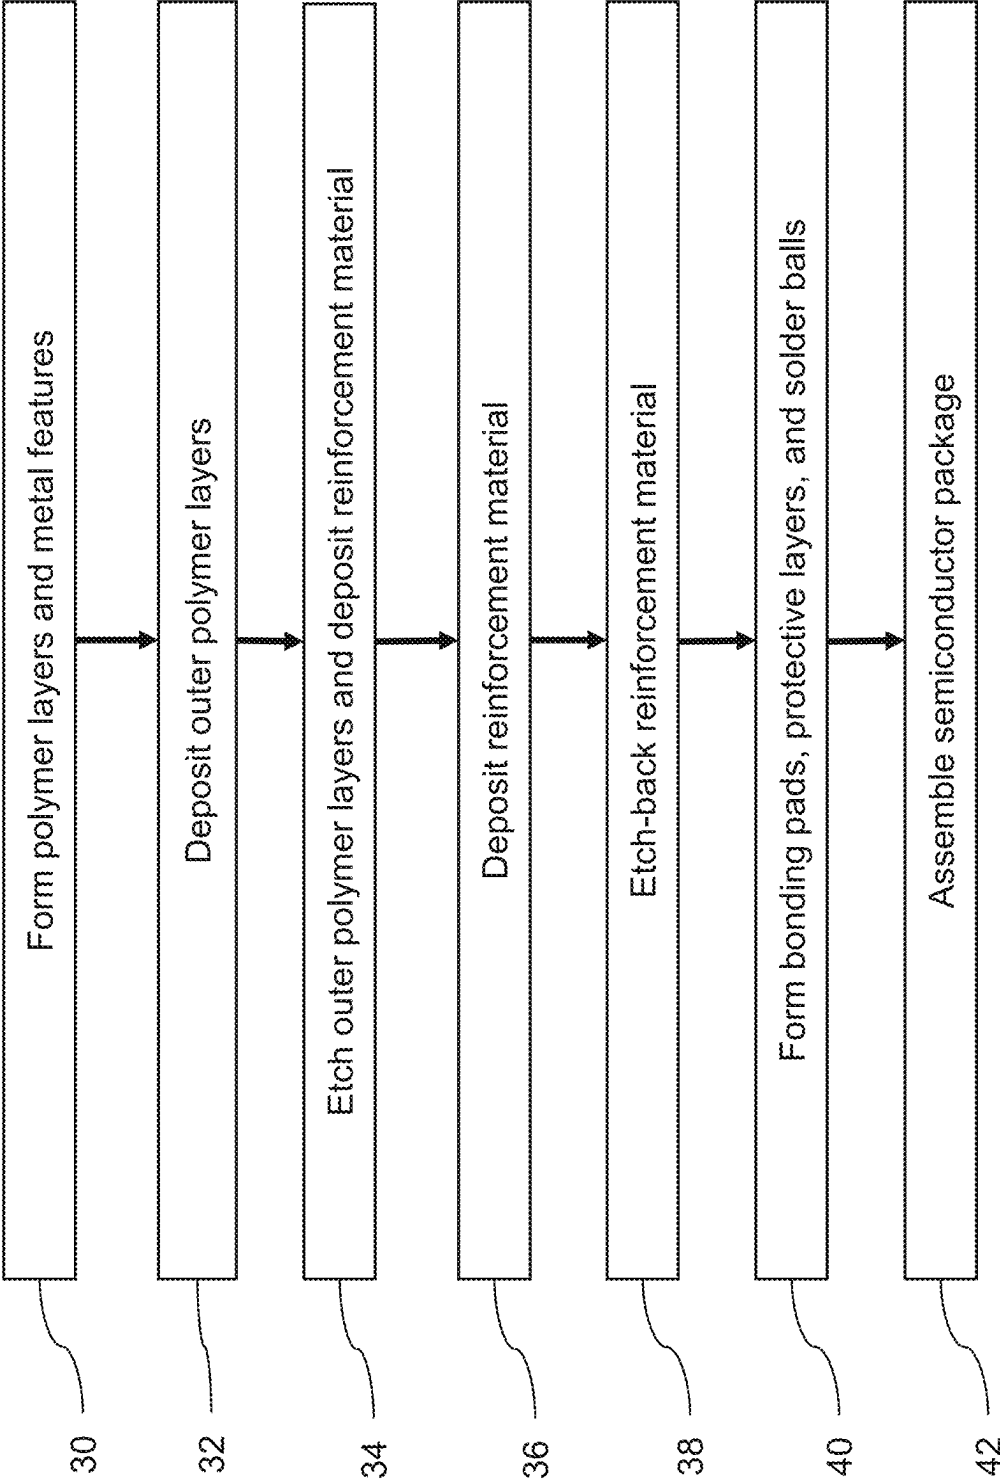 30
Form polymer layers and metal features
32
Deposit outer polymer layers
34
Etch outer polymer layers and deposit reinforcement material
36
Deposit reinforcement material
38
Etch-back reinforcement material
40
Form bonding pads, protective layers, and solder balls
42
Assemble semiconductor package